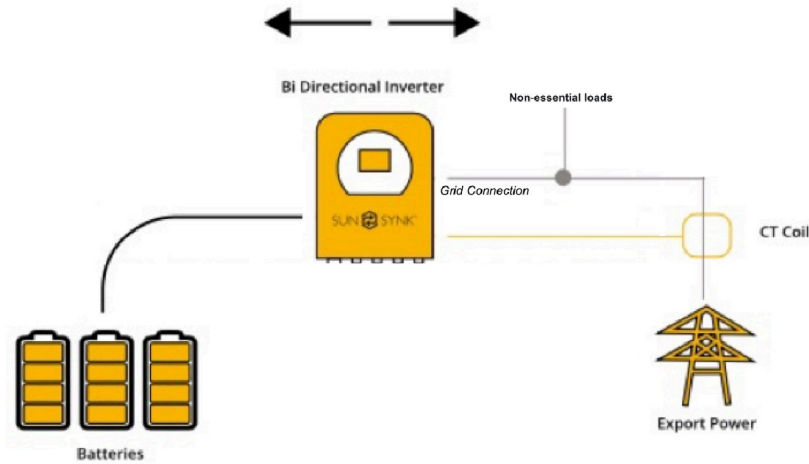 Bi Directional Inverter
Non-essential loads
Grid Connection
SUN SYNK
CT Coil
Export Power
Batteries